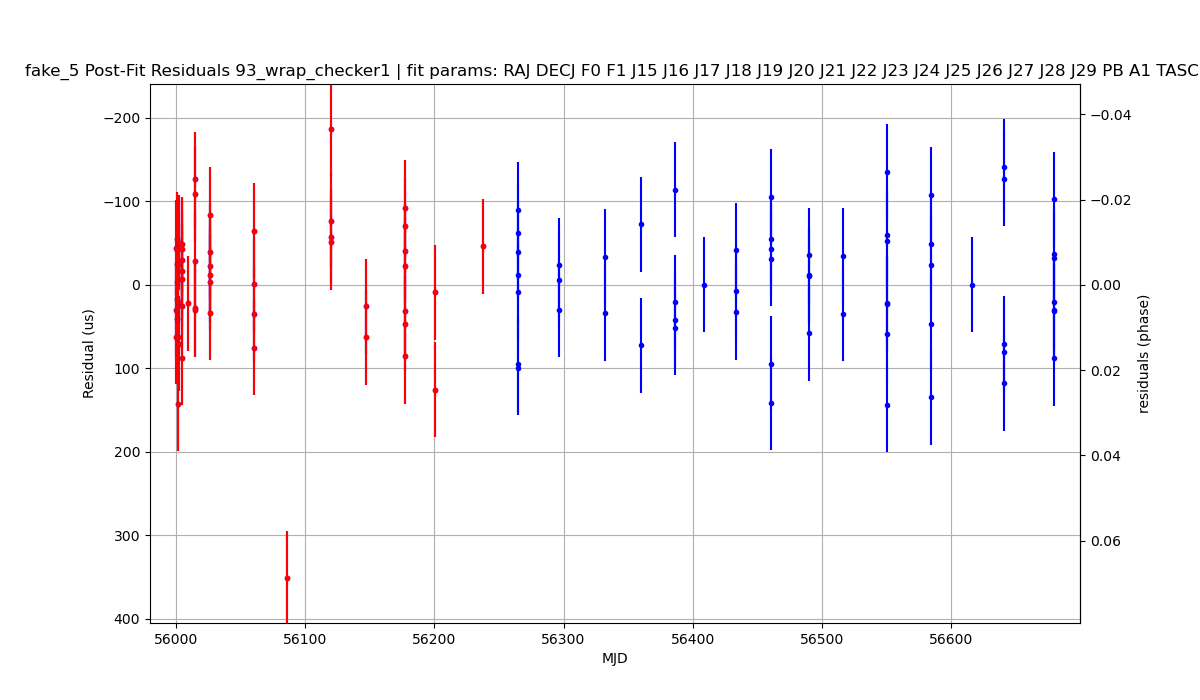 fake_5 Post-Fit Residuals 93_wrap_checker1 | fit params: RAJ DECJ F0 F1 J15 J16 J17 J18 J19 J20 J21 J22 J23 J24 J25 J26 J27 J28 J29 PB A1 TASC
−200
−100
0
100
200
300
400
Residual (us)
−0.04
−0.02
0.00
0.02
0.04
0.06
residuals (phase)
56000 56100 56200 56300 56400 56500 56600
MJD